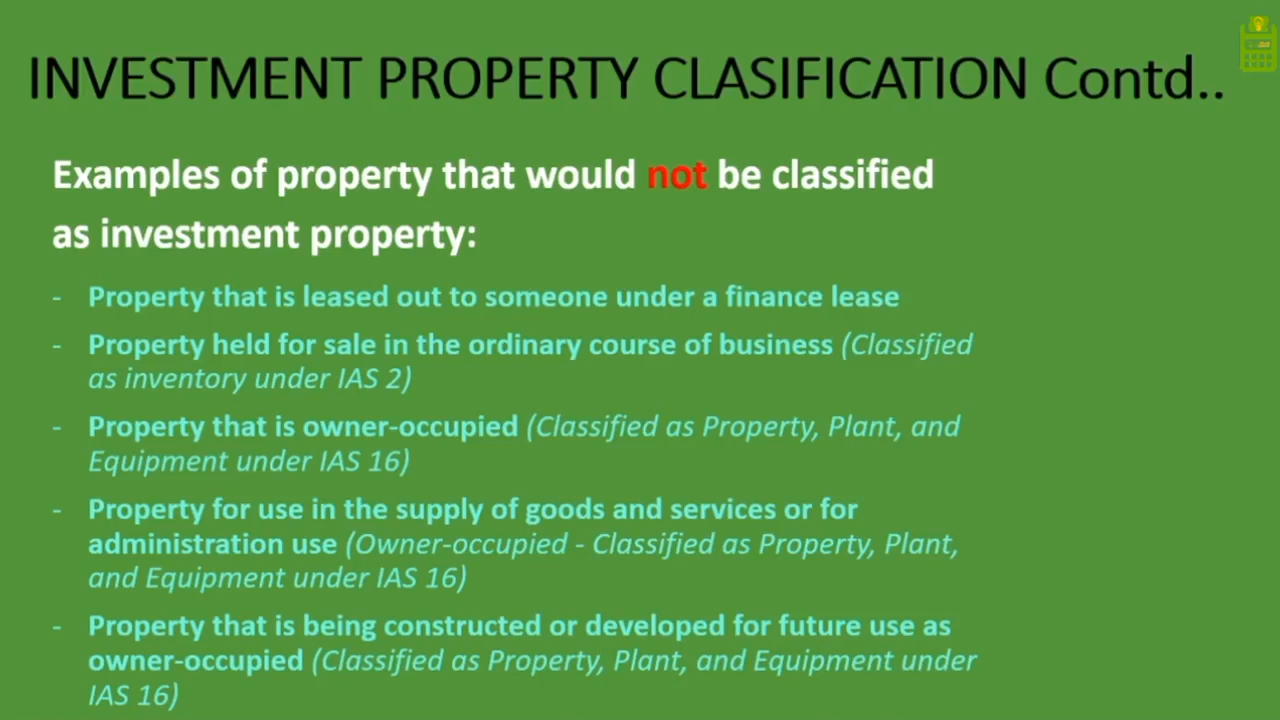 INVESTMENT PROPERTY CLASIFICATION Contd..
Examples of property that would not be classified
as investment property:
- Property that is leased out to someone under a finance lease
- Property held for sale in the ordinary course of business (Classified
as inventory under IAS 2)
- Property that is owner-occupied (Classified as Property, Plant, and
Equipment under IAS 16)
- Property for use in the supply of goods and services or for
administration use (Owner-occupied - Classified as Property, Plant,
and Equipment under IAS 16)
- Property that is being constructed or developed for future use as
owner-occupied (Classified as Property, Plant, and Equipment under
IAS 16)